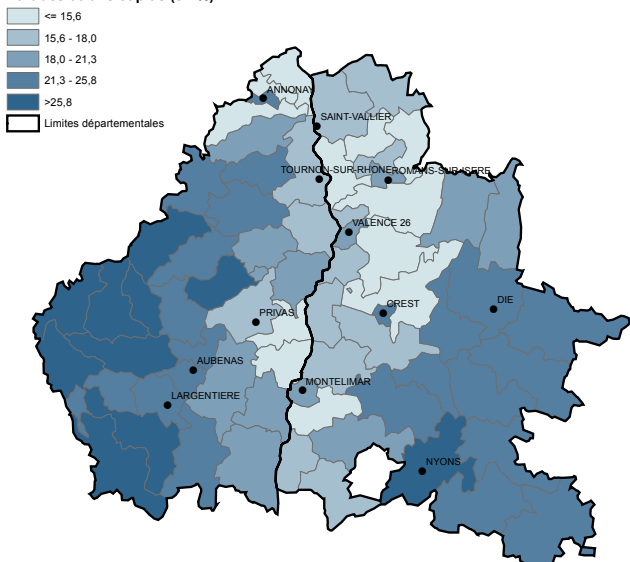 <= 15,6
15,6 - 18,0
18,0 - 21,3
21,3 - 25,8
>25,8
Limites départementales
ANNONAY
SAINT-VALLIER
TOURNON-SUR-RHONE
ROMANS-SUR-ISERE
VALENCE 26
PRIVAS
CREST
DIE
AUBENAS
MONTELIMAR
LARGENTIERE
NYONS